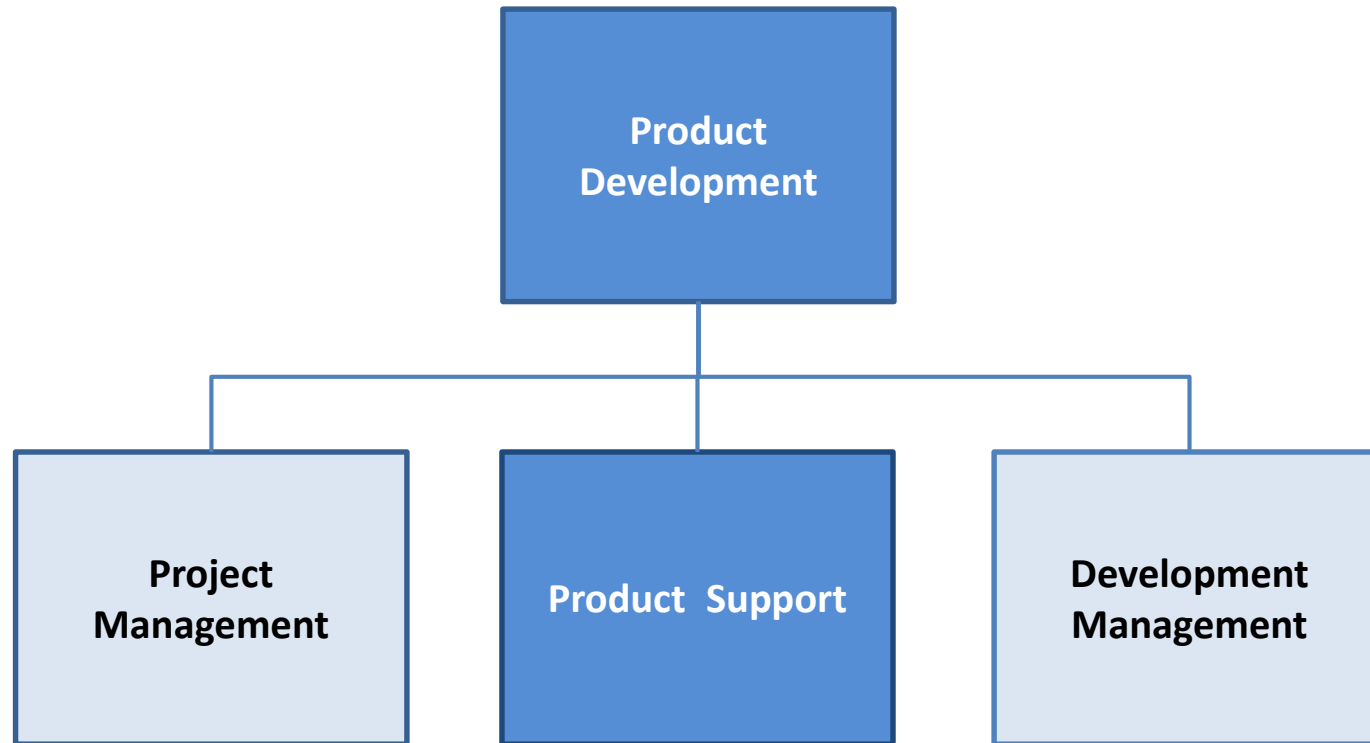 Product
Development
Project
Management
Product  Support
Development
Management